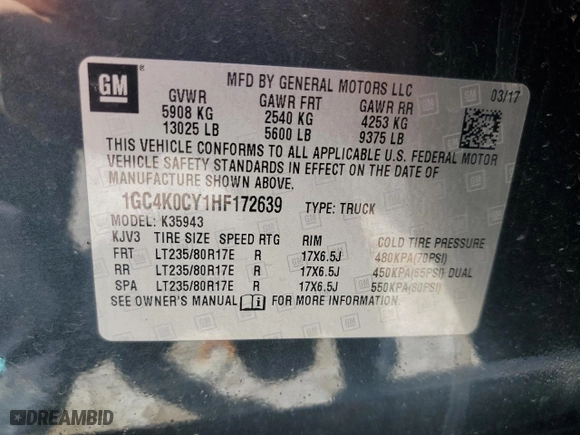 GM
MFD BY GENERAL MOTORS LLC
03/17
GVWR GAWR FRT GAWR RR
5908 KG 2540 KG 4253 KG
13025 LB 5600 LB 9375 LB
THIS VEHICLE CONFORMS TO ALL APPLICABLE U.S. FEDERAL MOTOR
VEHICLE SAFETY STANDARDS IN EFFECT ON THE DATE OF
MANUFACTURE SHOWN ABOVE.
1GC4K0CY1HF172639 TYPE: TRUCK
MODEL: K35943
KJV3 TIRE SIZE SPEED RTG RIM COLD TIRE PRESSURE
FRT LT235/80R17E R 17X6.5J 480KPA(70PSI)
RR LT235/80R17E R 17X6.5J 450KPA(65PSI) DUAL
SPA LT235/80R17E R 17X6.5J 550KPA(80PSI)
SEE OWNER'S MANUAL FOR MORE INFORMATION.
DREAMBID